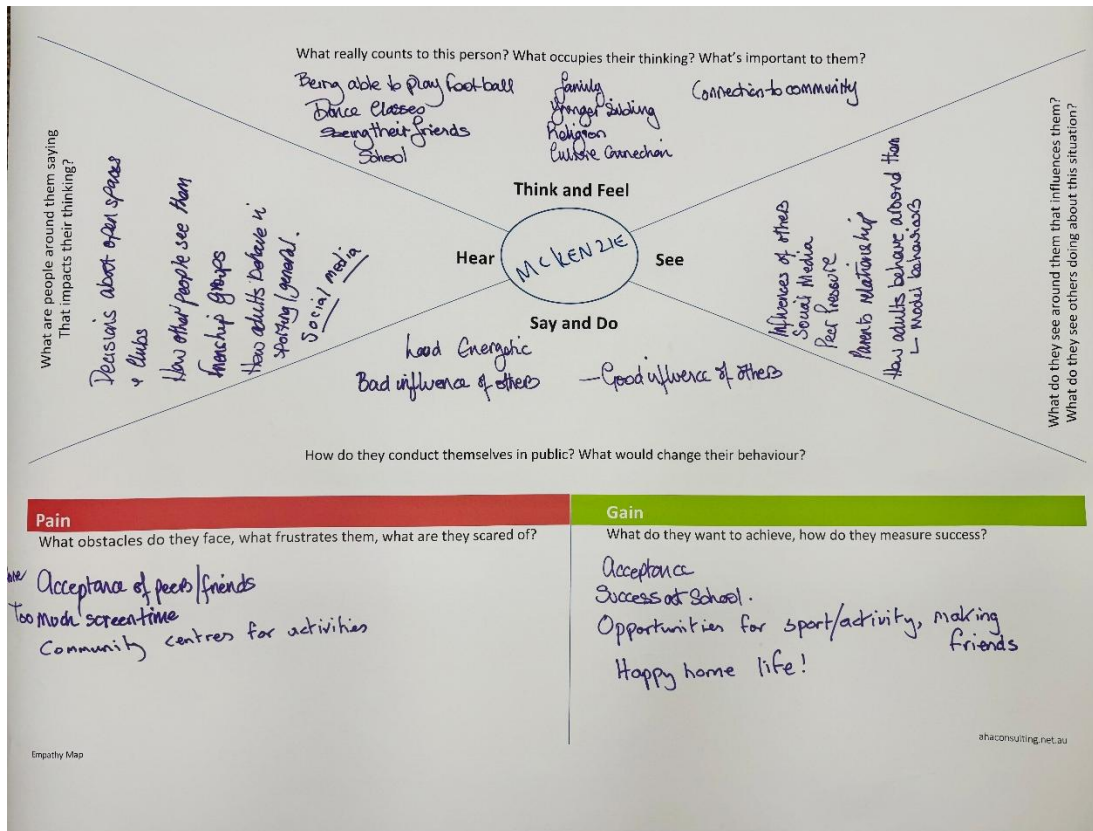 What really counts to this person? What occupies their thinking? What's important to them?
Being able to play football
Dance Classes
Seeing their friends
School
family
Younger Sibling
Religion
Culture Connection
Connection to community
Think and Feel
What are people around them saying
That impacts their thinking?
Decisions about open spaces
& clubs
How other people see them
friendship groups
How adults behave in
sporting/general.
Social media
Hear
MCKENZIE
See
Influences of others
Social Media
Peer Pressure
Parents relationship
How adults behave around them
Model behaviours
What do they see around them that influences them?
What do they see others doing about this situation?
Say and Do
Loud Energetic
Bad influence of others
— Good influence of others
How do they conduct themselves in public? What would change their behaviour?
Pain
What obstacles do they face, what frustrates them, what are they scared of?
Acceptance of peers/friends
Too much screentime
Community centres for activities
Gain
What do they want to achieve, how do they measure success?
Acceptance
Success at School.
Opportunities for sport/activity, making
friends
Happy home life!
Empathy Map
ahaconsulting.net.au